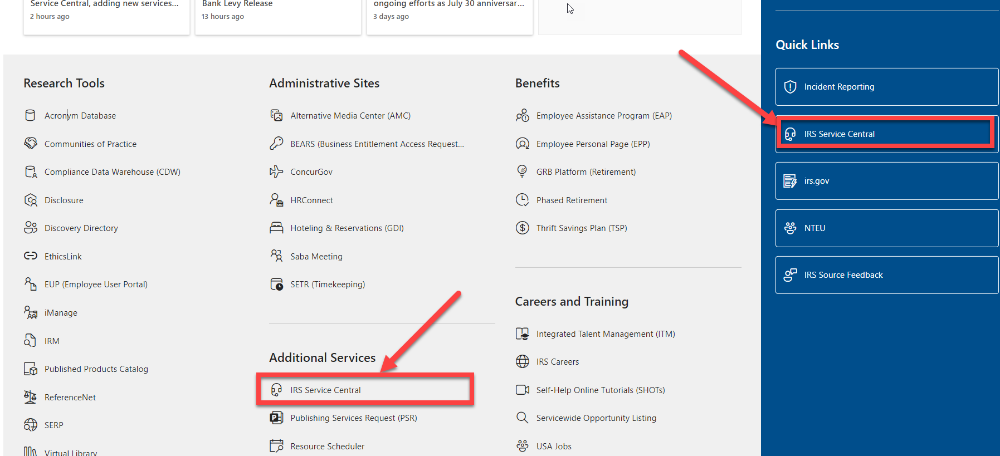 Service Central, adding new services...
2 hours ago
Bank Levy Release
13 hours ago
ongoing efforts as July 30 anniversar...
3 days ago
Research Tools
Acronym Database
Communities of Practice
Compliance Data Warehouse (CDW)
Disclosure
Discovery Directory
EthicsLink
EUP (Employee User Portal)
iManage
IRM
Published Products Catalog
ReferenceNet
SERP
Virtual Library
Administrative Sites
Alternative Media Center (AMC)
BEARS (Business Entitlement Access Request...
ConcurGov
HRConnect
Hoteling & Reservations (GDI)
Saba Meeting
SETR (Timekeeping)
Additional Services
IRS Service Central
Publishing Services Request (PSR)
Resource Scheduler
Benefits
Employee Assistance Program (EAP)
Employee Personal Page (EPP)
GRB Platform (Retirement)
Phased Retirement
Thrift Savings Plan (TSP)
Careers and Training
Integrated Talent Management (ITM)
IRS Careers
Self-Help Online Tutorials (SHOTs)
Servicewide Opportunity Listing
USA Jobs
Quick Links
Incident Reporting
IRS Service Central
irs.gov
NTEU
IRS Source Feedback